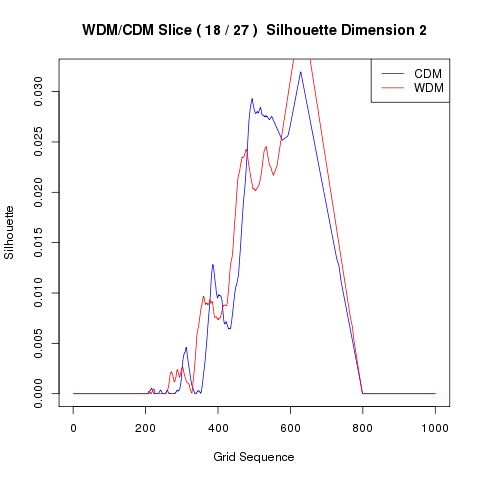 WDM/CDM Slice ( 18 / 27 )  Silhouette Dimension 2
CDM
WDM
Silhouette
0.030
0.025
0.020
0.015
0.010
0.005
0.000
0 200 400 600 800 1000
Grid Sequence